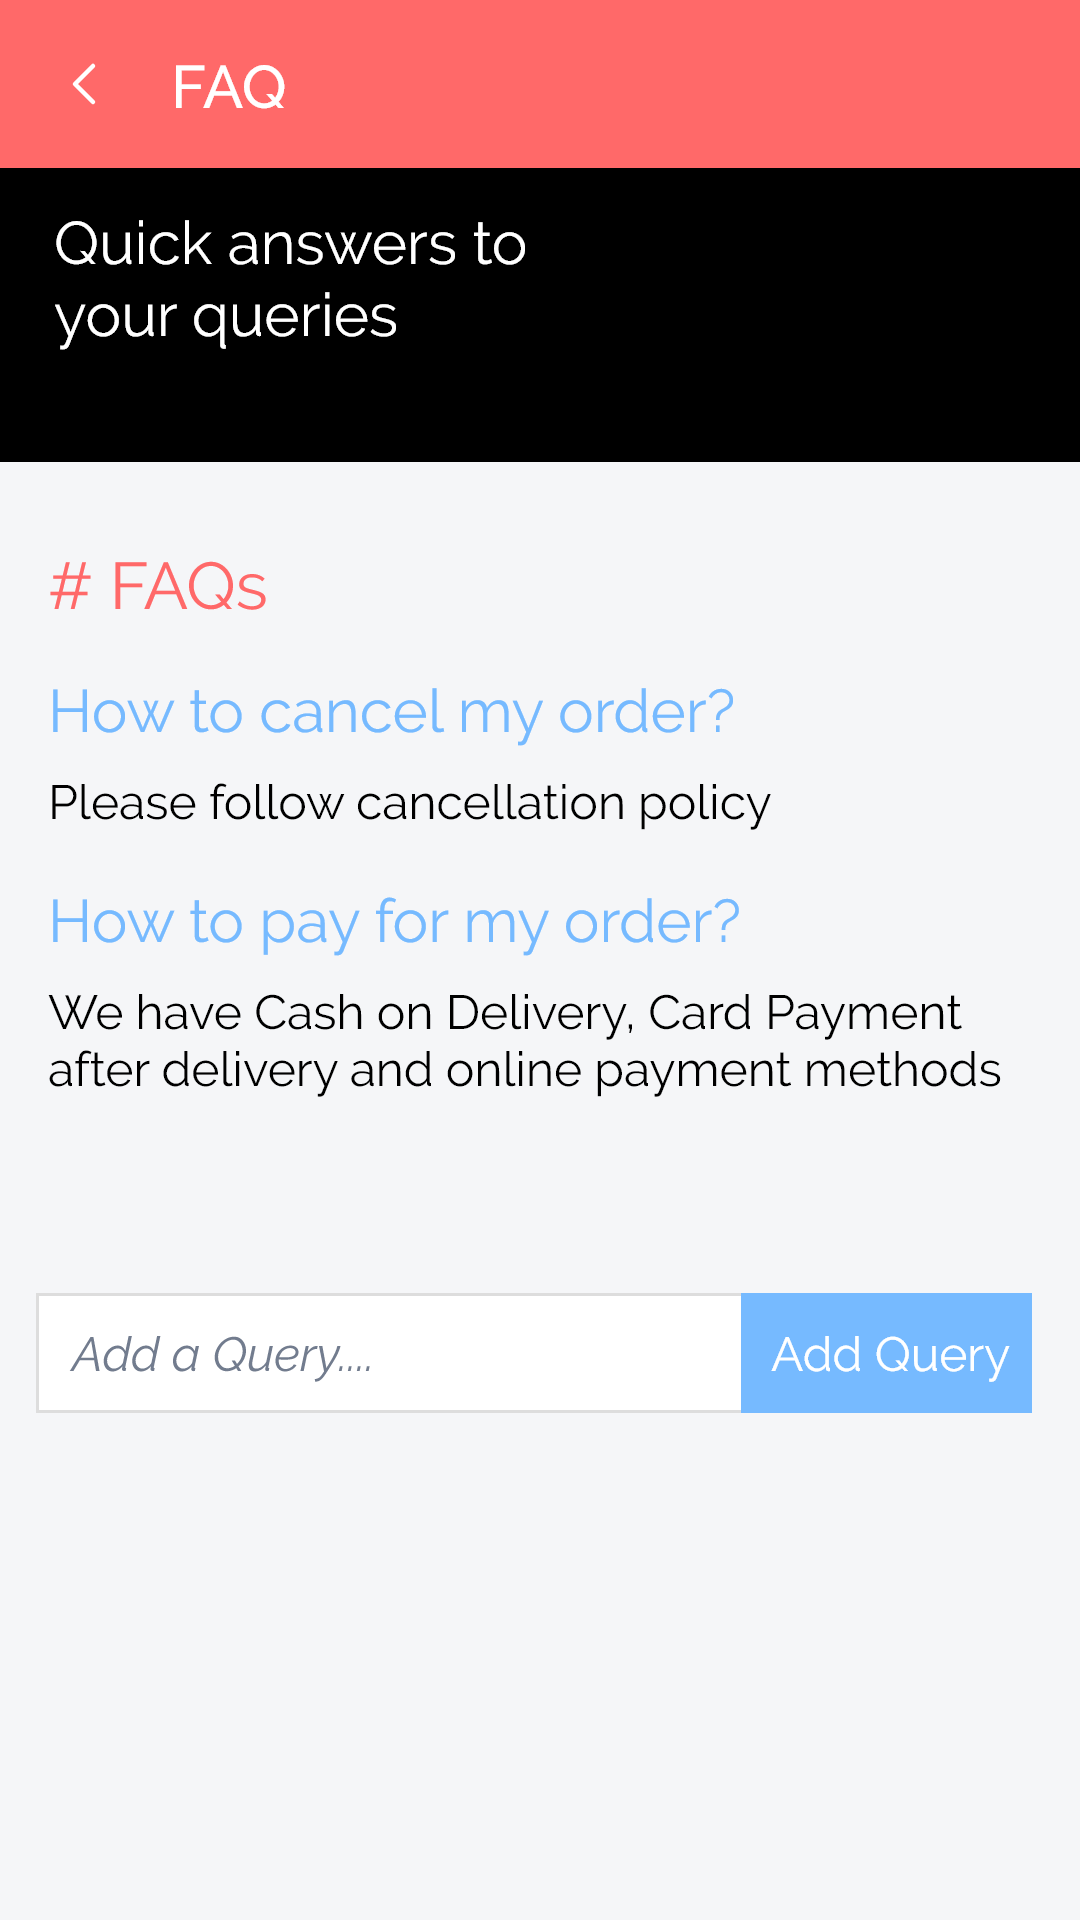 FAQ
Quick answers to
your queries
# FAQs
How to cancel my order?
Please follow cancellation policy
How to pay for my order?
We have Cash on Delivery, Card Payment
after delivery and online payment methods
Add a Query....
Add Query